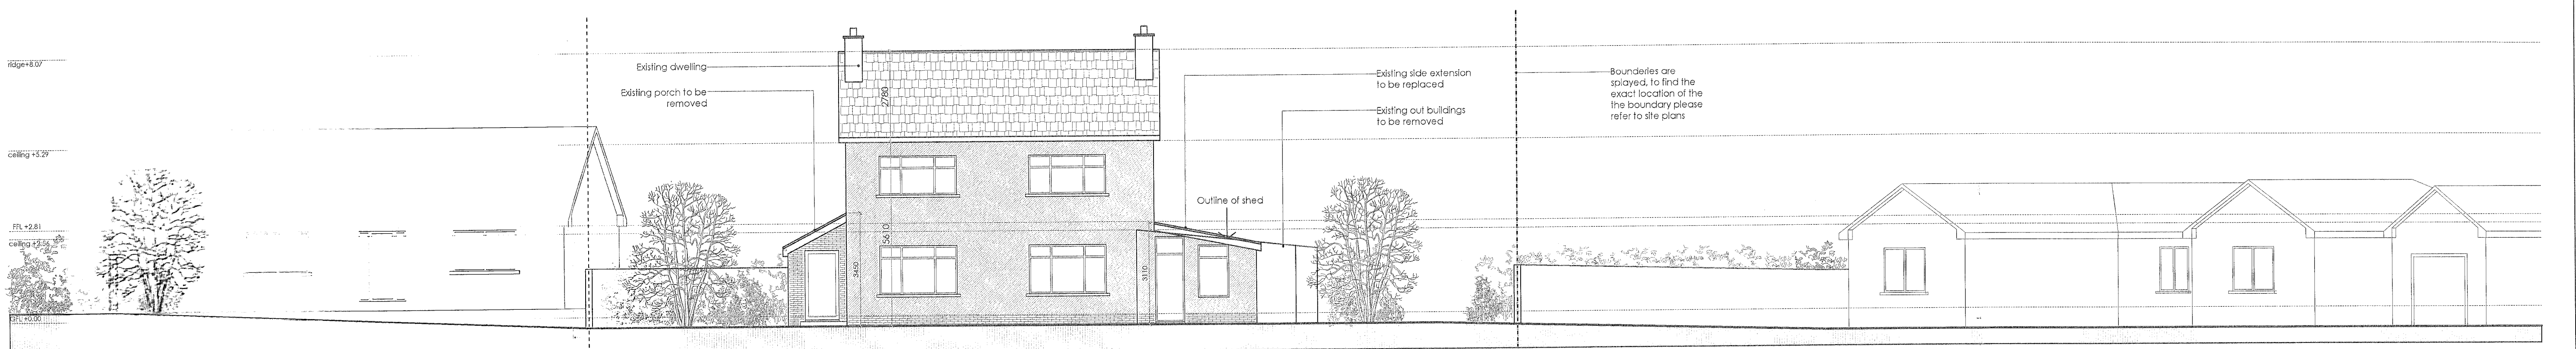 ridge+8.07
ceiling +5.29
FFL +2.81
ceiling +2.56
GFL +0.00
Existing dwelling
Existing porch to be
removed
2780
5610
3450
3110
Existing side extension
to be replaced
Existing out buildings
to be removed
Outline of shed
Bounderies are
splayed, to find the
exact location of the
the boundary please
refer to site plans